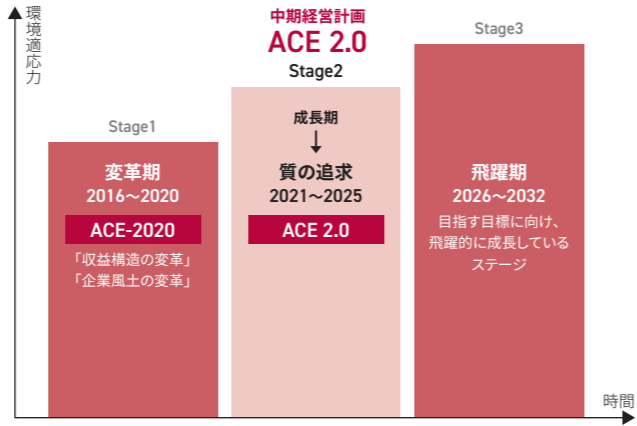 環境適応力
中期経営計画
ACE 2.0
Stage1
変革期
2016～2020
ACE-2020
「収益構造の変革」
「企業風土の変革」
Stage2
成長期
質の追求
2021～2025
ACE 2.0
Stage3
飛躍期
2026～2032
目指す目標に向け、
飛躍的に成長している
ステージ
時間